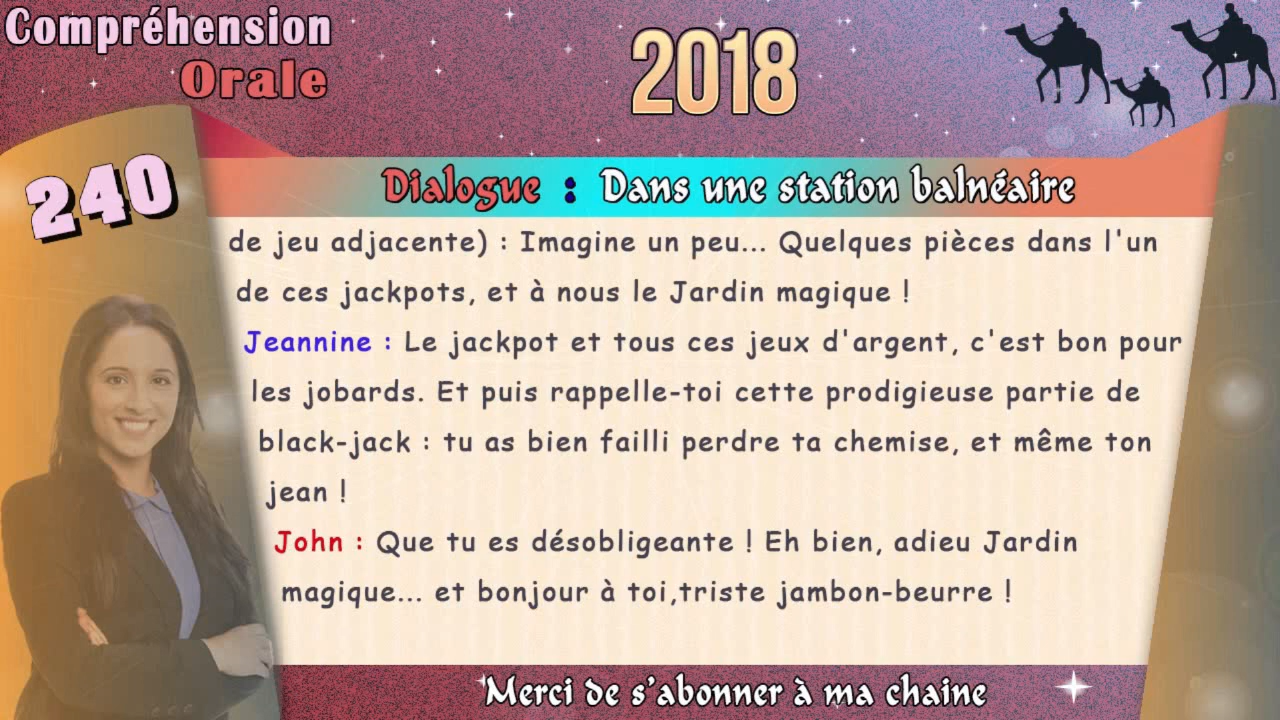 Compréhension
Orale
2018
240
Dialogue : Dans une station balnéaire
de jeu adjacente) : Imagine un peu... Quelques pièces dans l'un
de ces jackpots, et à nous le Jardin magique !
Jeannine : Le jackpot et tous ces jeux d'argent, c'est bon pour
les jobards. Et puis rappelle-toi cette prodigieuse partie de
black-jack : tu as bien failli perdre ta chemise, et même ton
jean !
John : Que tu es désobligeante ! Eh bien, adieu Jardin
magique... et bonjour à toi,triste jambon-beurre !
Merci de s'abonner à ma chaine